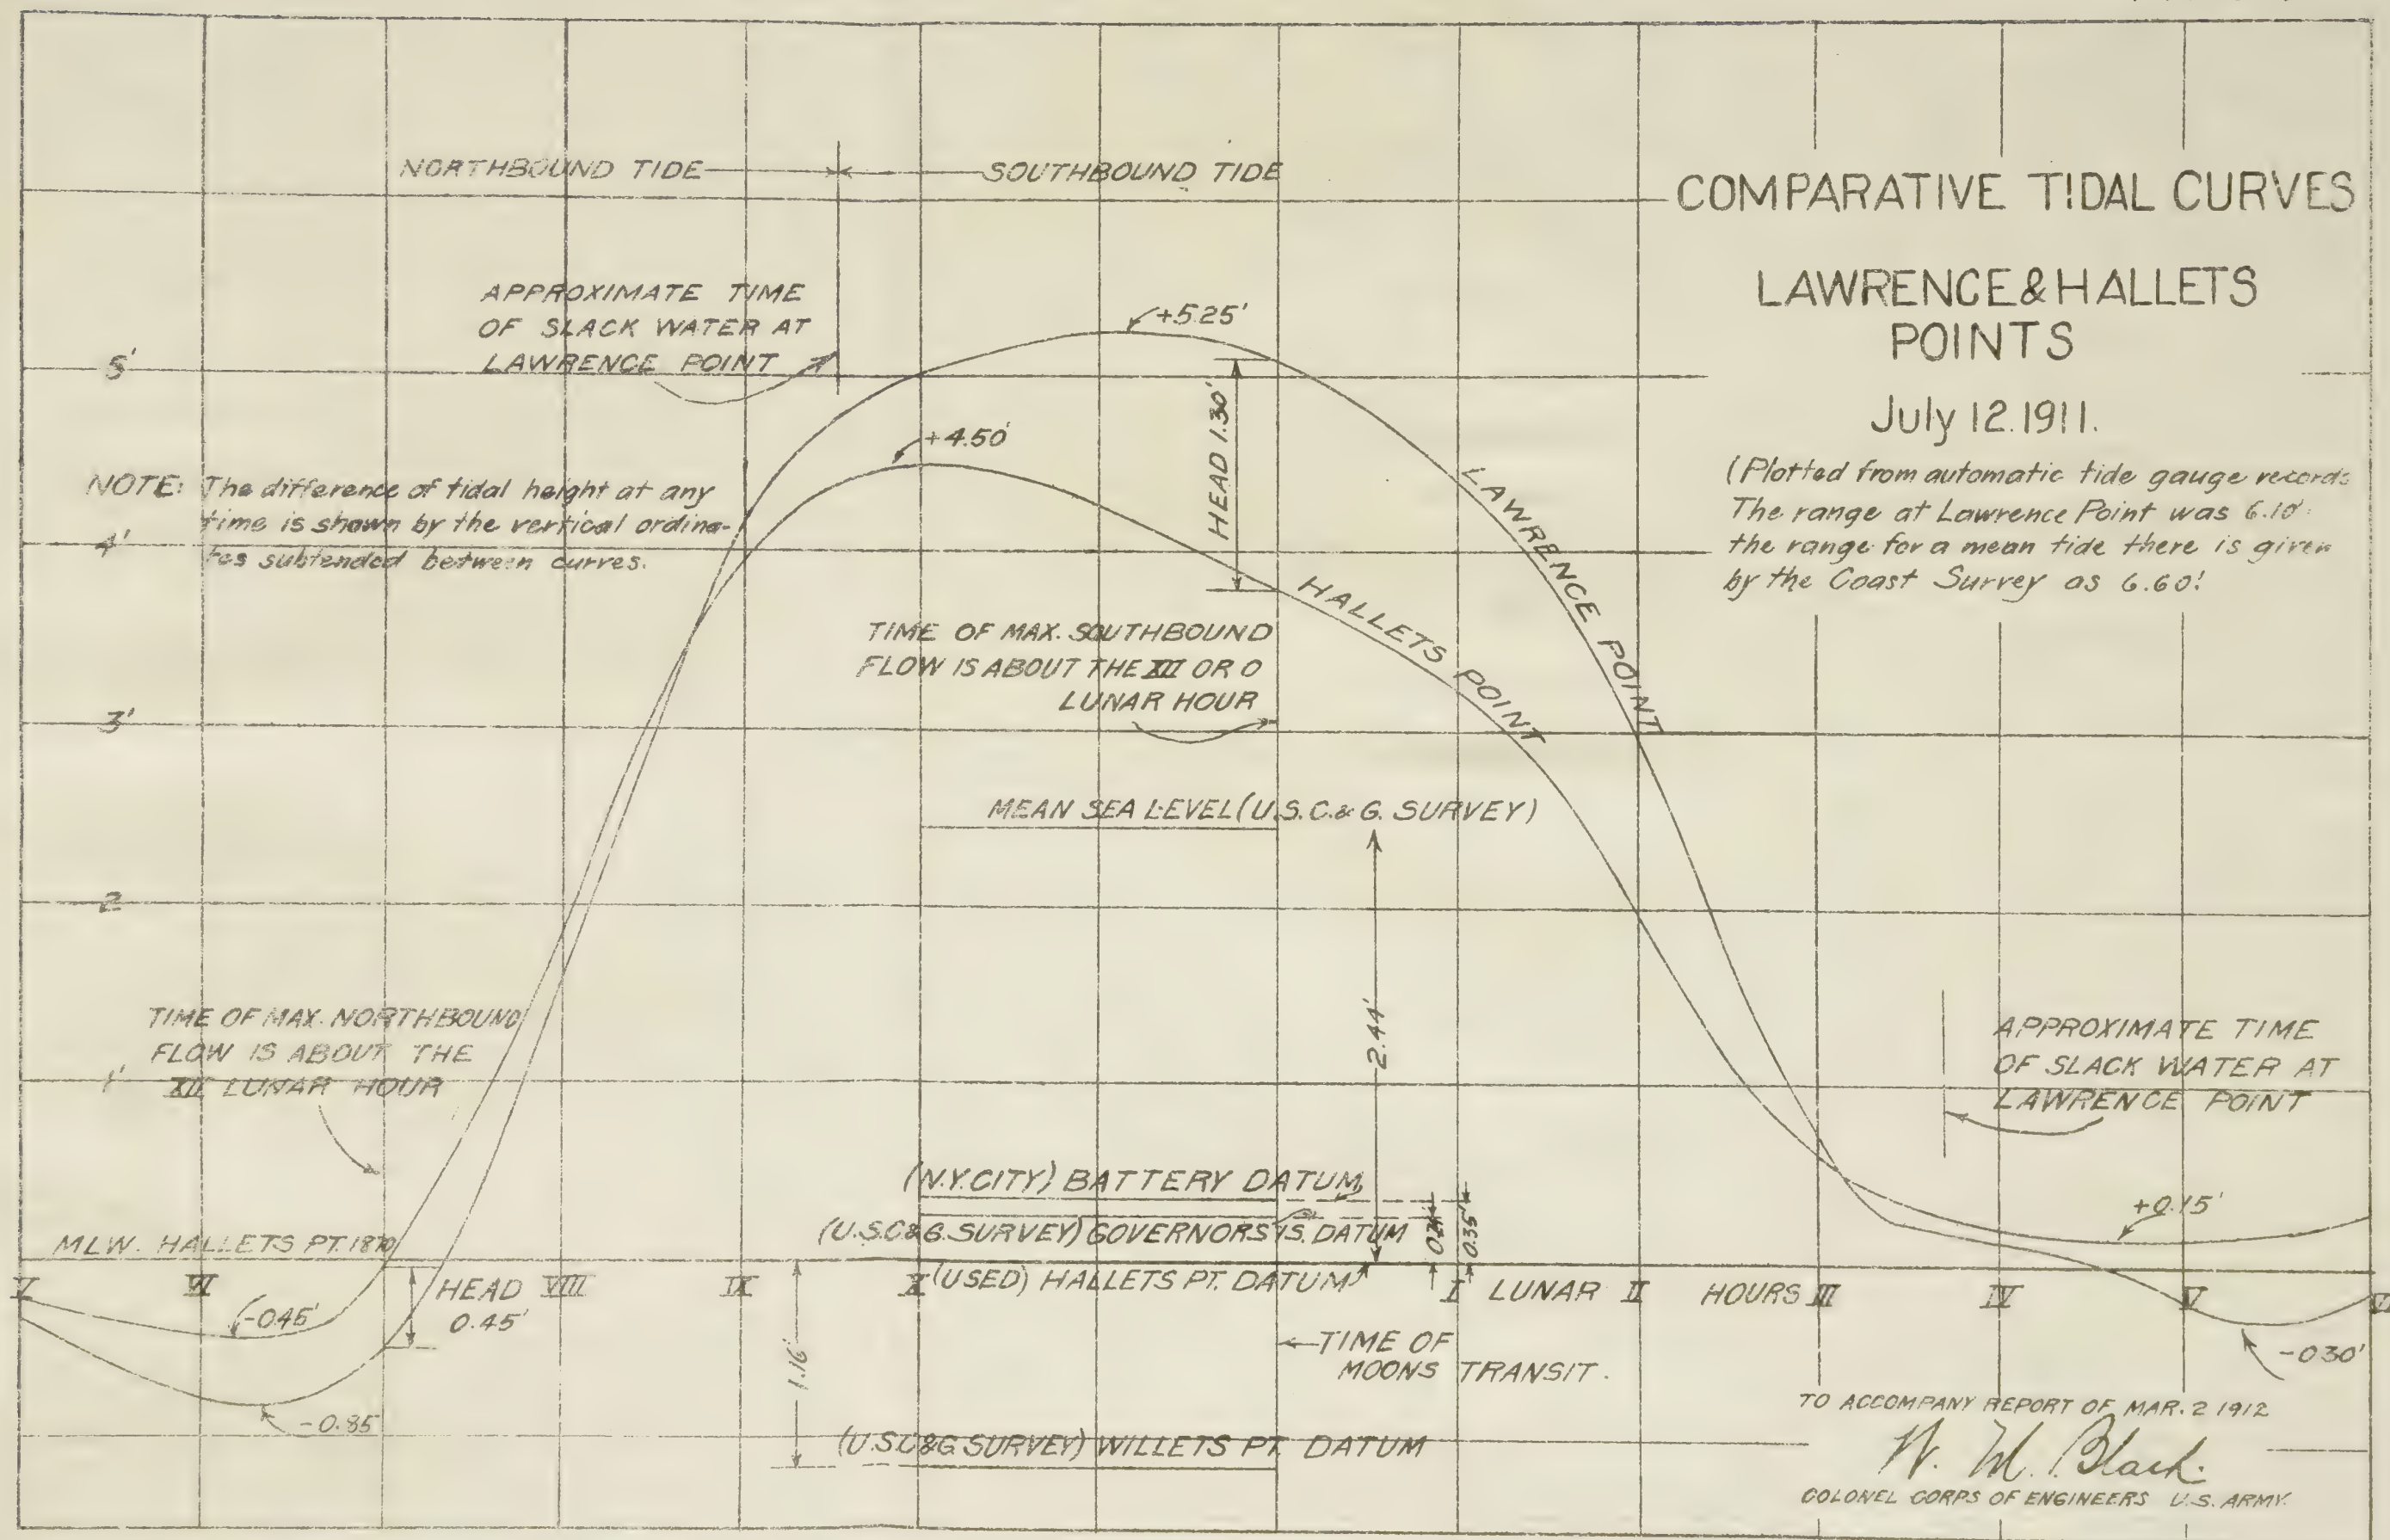 NORTHBOUND TIDE
SOUTHBOUND TIDE
COMPARATIVE TIDAL CURVES
LAWRENCE & HALLETS
POINTS
July 12.1911.
(Plotted from automatic tide gauge records
The range at Lawrence Point was 6.10'
the range for a mean tide there is given
by the Coast Survey as 6.60!
APPROXIMATE TIME
OF SLACK WATER AT
LAWRENCE POINT
+5.25'
5'
+4.50'
HEAD 1.30'
NOTE: The difference of tidal height at any
time is shown by the vertical ordina-
tes subtended between curves.
4'
LAWRENCE POINT
HALLETS POINT
TIME OF MAX. SOUTHBOUND
FLOW IS ABOUT THE XII OR 0
LUNAR HOUR
3'
MEAN SEA LEVEL (U.S.C.& G. SURVEY)
2
2.44'
TIME OF MAX. NORTHBOUND
FLOW IS ABOUT THE
XII LUNAR HOUR
1'
APPROXIMATE TIME
OF SLACK WATER AT
LAWRENCE POINT
(N.Y.CITY) BATTERY DATUM
(U.S.C&G. SURVEY) GOVERNORS IS. DATUM
0.35'
+0.15'
MLW. HALLETS PT. 1870
(USED) HALLETS PT. DATUM
V VI VIII IX X I LUNAR II HOURS III IV V VI
HEAD
0.45'
-0.45'
-0.85
1.16'
TIME OF
MOONS TRANSIT.
-0.30'
(U.S.C&G SURVEY) WILLETS PT. DATUM
TO ACCOMPANY REPORT OF MAR. 2 1912
W. M. Black.
COLONEL CORPS OF ENGINEERS U.S. ARMY.